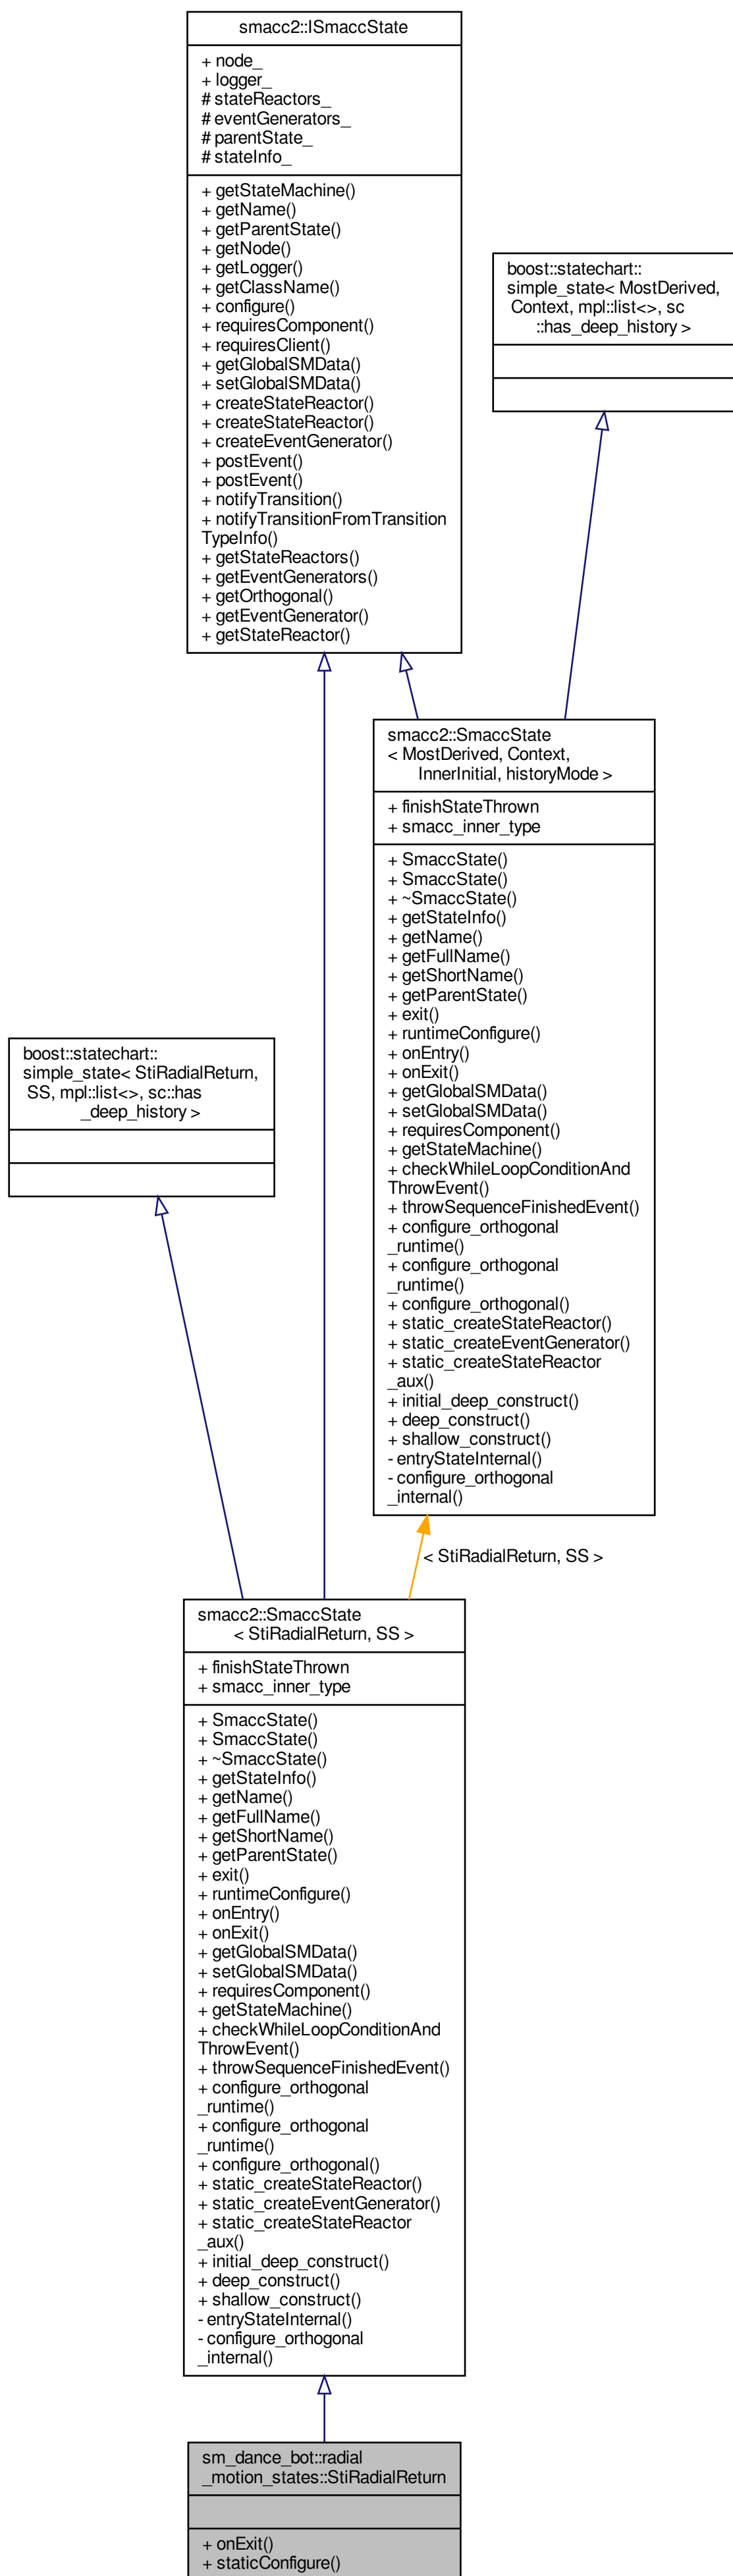 smacc2::ISmaccState
+ node_
+ logger_
# stateReactors_
# eventGenerators_
# parentState_
# stateInfo_
+ getStateMachine()
+ getName()
+ getParentState()
+ getNode()
+ getLogger()
+ getClassName()
+ configure()
+ requiresComponent()
+ requiresClient()
+ getGlobalSMData()
+ setGlobalSMData()
+ createStateReactor()
+ createStateReactor()
+ createEventGenerator()
+ postEvent()
+ postEvent()
+ notifyTransition()
+ notifyTransitionFromTransition
TypeInfo()
+ getStateReactors()
+ getEventGenerators()
+ getOrthogonal()
+ getEventGenerator()
+ getStateReactor()
boost::statechart::
simple_state< MostDerived,
Context, mpl::list<>, sc
::has_deep_history >
smacc2::SmaccState
< MostDerived, Context,
InnerInitial, historyMode >
+ finishStateThrown
+ smacc_inner_type
+ SmaccState()
+ SmaccState()
+ ~SmaccState()
+ getStateInfo()
+ getName()
+ getFullName()
+ getShortName()
+ getParentState()
+ exit()
+ runtimeConfigure()
+ onEntry()
+ onExit()
+ getGlobalSMData()
+ setGlobalSMData()
+ requiresComponent()
+ getStateMachine()
+ checkWhileLoopConditionAnd
ThrowEvent()
+ throwSequenceFinishedEvent()
+ configure_orthogonal
_runtime()
+ configure_orthogonal
_runtime()
+ configure_orthogonal()
+ static_createStateReactor()
+ static_createEventGenerator()
+ static_createStateReactor
_aux()
+ initial_deep_construct()
+ deep_construct()
+ shallow_construct()
- entryStateInternal()
- configure_orthogonal
_internal()
boost::statechart::
simple_state< StiRadialReturn,
SS, mpl::list<>, sc::has
_deep_history >
< StiRadialReturn, SS >
smacc2::SmaccState
< StiRadialReturn, SS >
+ finishStateThrown
+ smacc_inner_type
+ SmaccState()
+ SmaccState()
+ ~SmaccState()
+ getStateInfo()
+ getName()
+ getFullName()
+ getShortName()
+ getParentState()
+ exit()
+ runtimeConfigure()
+ onEntry()
+ onExit()
+ getGlobalSMData()
+ setGlobalSMData()
+ requiresComponent()
+ getStateMachine()
+ checkWhileLoopConditionAnd
ThrowEvent()
+ throwSequenceFinishedEvent()
+ configure_orthogonal
_runtime()
+ configure_orthogonal
_runtime()
+ configure_orthogonal()
+ static_createStateReactor()
+ static_createEventGenerator()
+ static_createStateReactor
_aux()
+ initial_deep_construct()
+ deep_construct()
+ shallow_construct()
- entryStateInternal()
- configure_orthogonal
_internal()
sm_dance_bot::radial
_motion_states::StiRadialReturn
+ onExit()
+ staticConfigure()